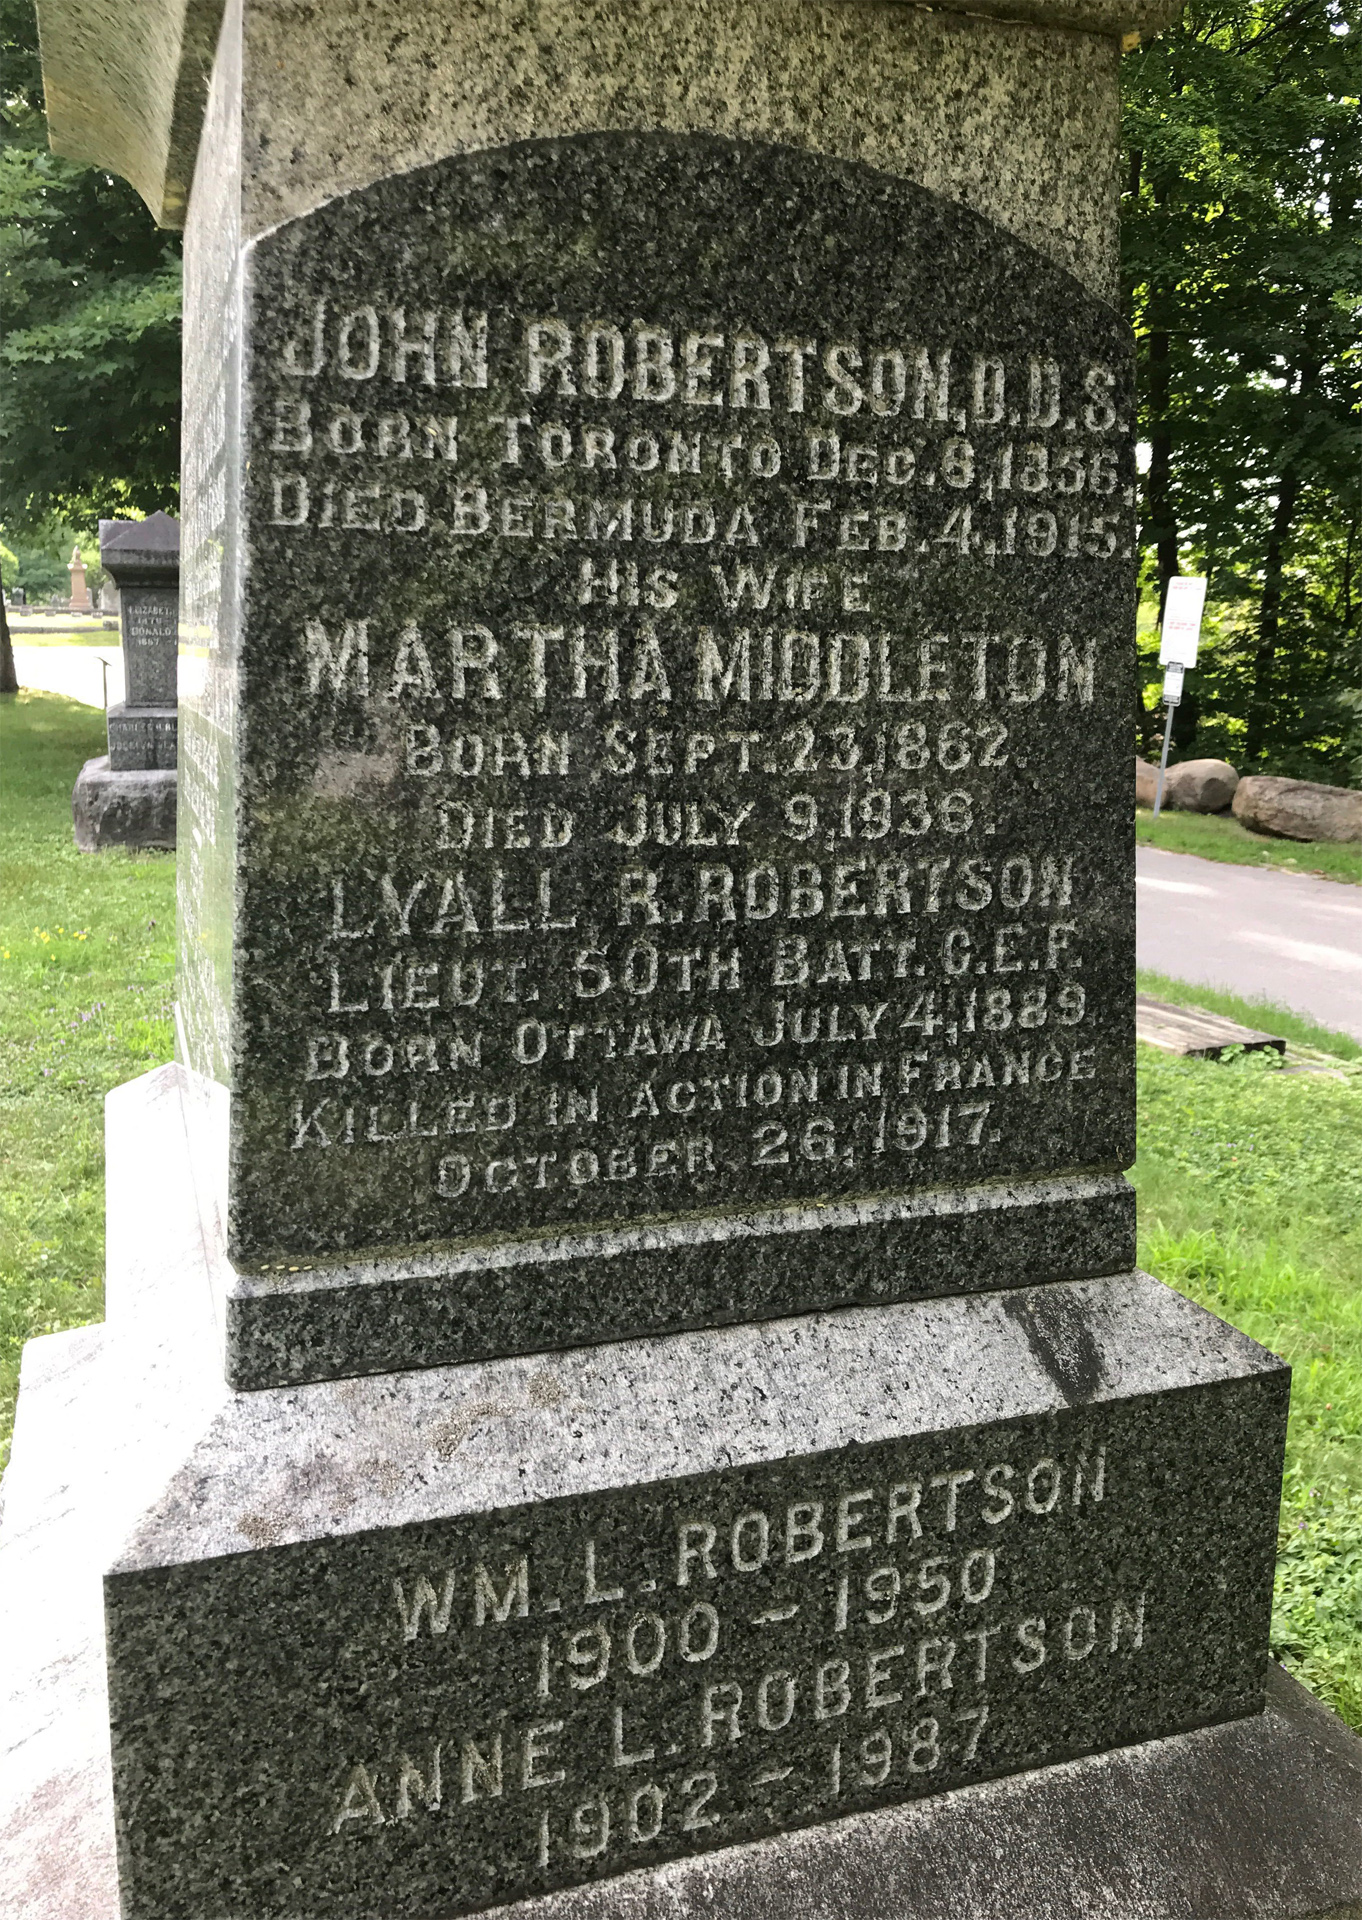 JOHN ROBERTSON, D.D.S.
BORN TORONTO DEC. 8, 1856.
DIED BERMUDA FEB. 4, 1915.
HIS WIFE
MARTHA MIDDLETON
BORN SEPT. 23, 1862.
DIED JULY 9, 1936.
LYALL R. ROBERTSON
LIEUT. 50TH BATT. C.E.F.
BORN OTTAWA JULY 4, 1889.
KILLED IN ACTION IN FRANCE
OCTOBER 26, 1917.
WM. L. ROBERTSON
1900 - 1950
ANNE L. ROBERTSON
1902 - 1987
DONALD
1867